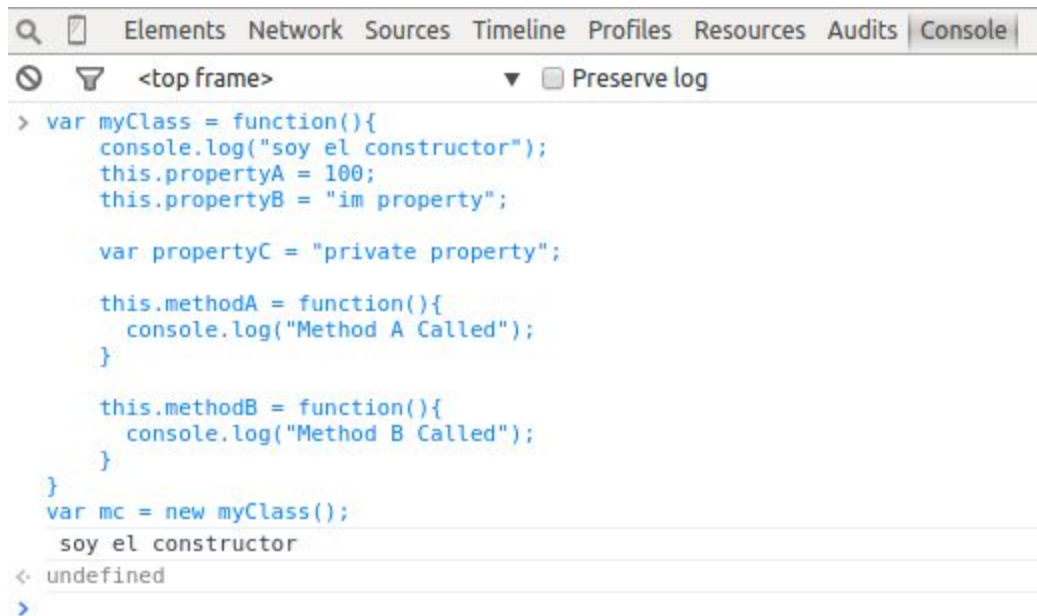 Elements Network Sources Timeline Profiles Resources Audits Console
<top frame> ▼ Preserve log
> var myClass = function(){
console.log("soy el constructor");
this.propertyA = 100;
this.propertyB = "im property";
var propertyC = "private property";
this.methodA = function(){
console.log("Method A Called");
}
this.methodB = function(){
console.log("Method B Called");
}
}
var mc = new myClass();
soy el constructor
undefined
>